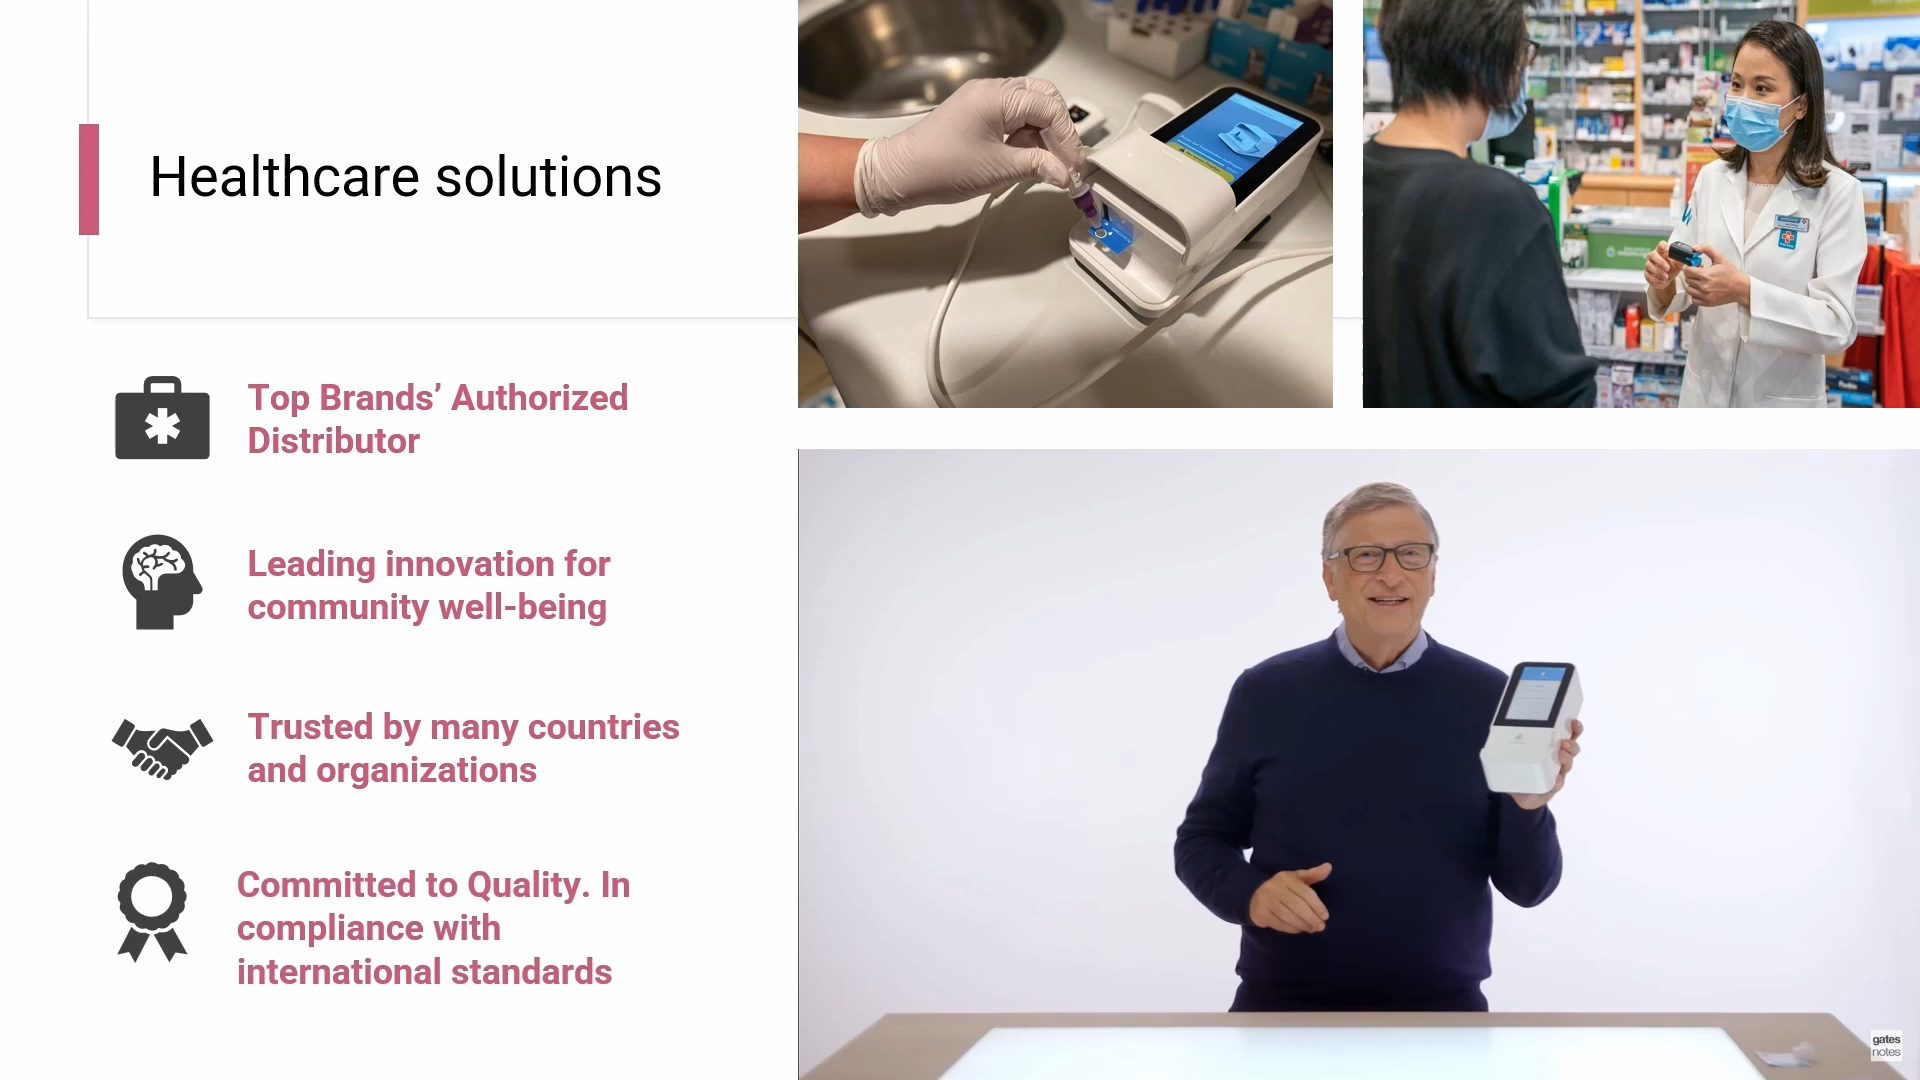 Healthcare solutions
Top Brands’ Authorized
Distributor
Leading innovation for
community well-being
Trusted by many countries
and organizations
Committed to Quality. In
compliance with
international standards
gates
notes